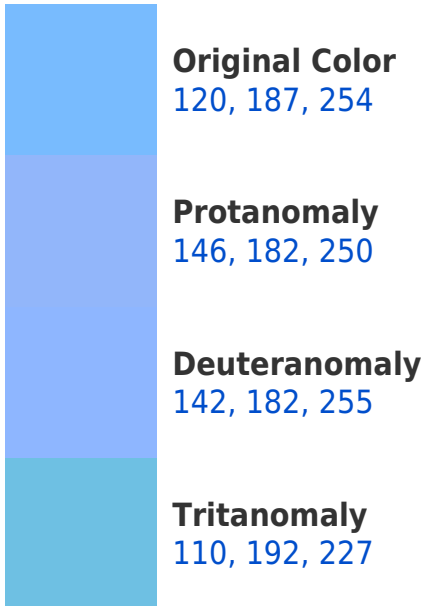 Original Color
120, 187, 254
Protanomaly
146, 182, 250
Deuteranomaly
142, 182, 255
Tritanomaly
110, 192, 227